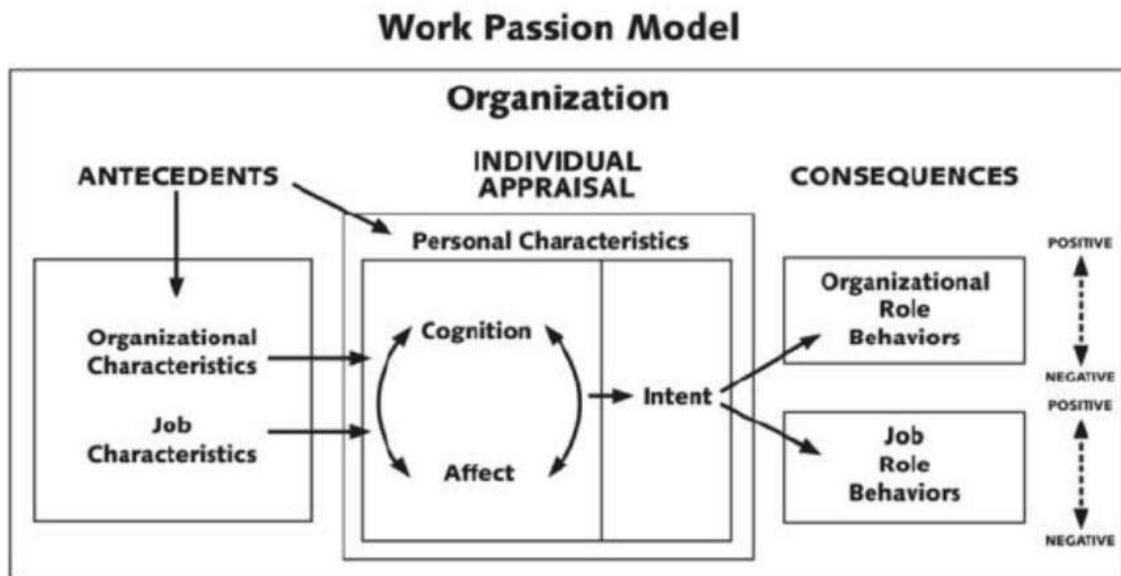 Work Passion Model
Organization
ANTECEDENTS
INDIVIDUAL
APPRAISAL
CONSEQUENCES
Personal Characteristics
Organizational
Characteristics
Job
Characteristics
Cognition
Affect
Intent
Organizational
Role
Behaviors
POSITIVE
NEGATIVE
Job
Role
Behaviors
POSITIVE
NEGATIVE